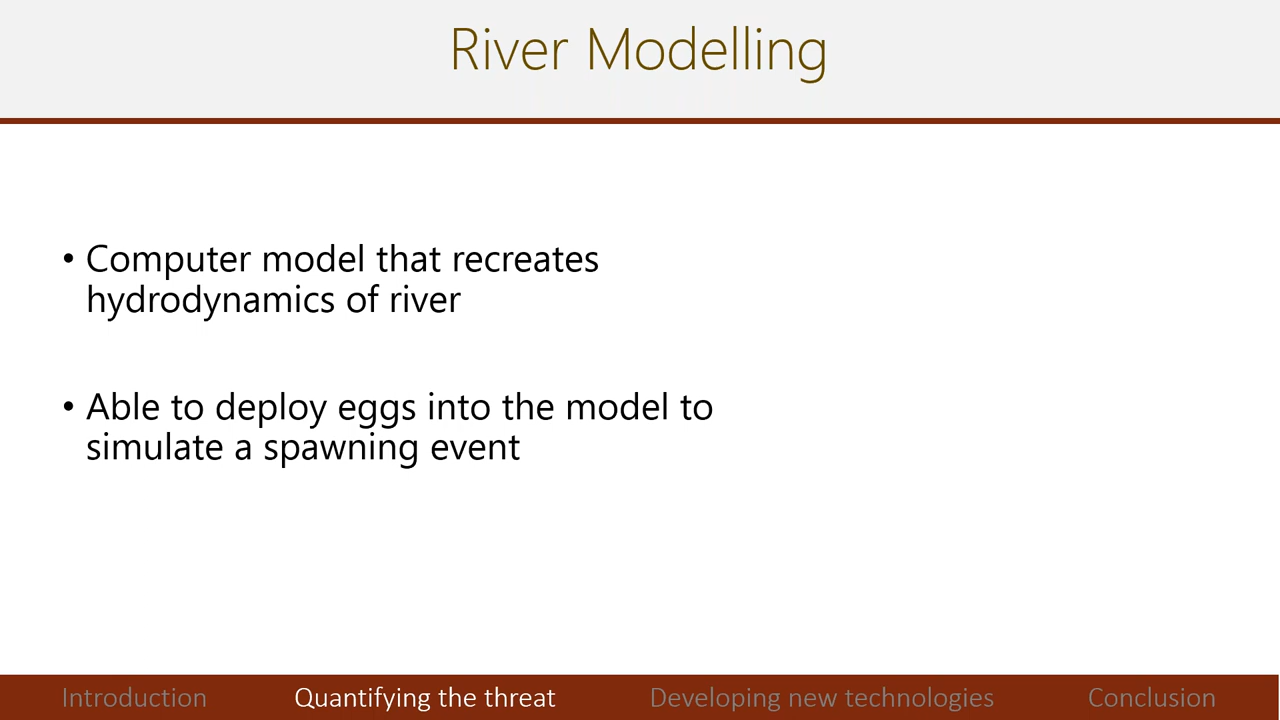 River Modelling
• Computer model that recreates
hydrodynamics of river
• Able to deploy eggs into the model to
simulate a spawning event
Introduction Quantifying the threat Developing new technologies Conclusion